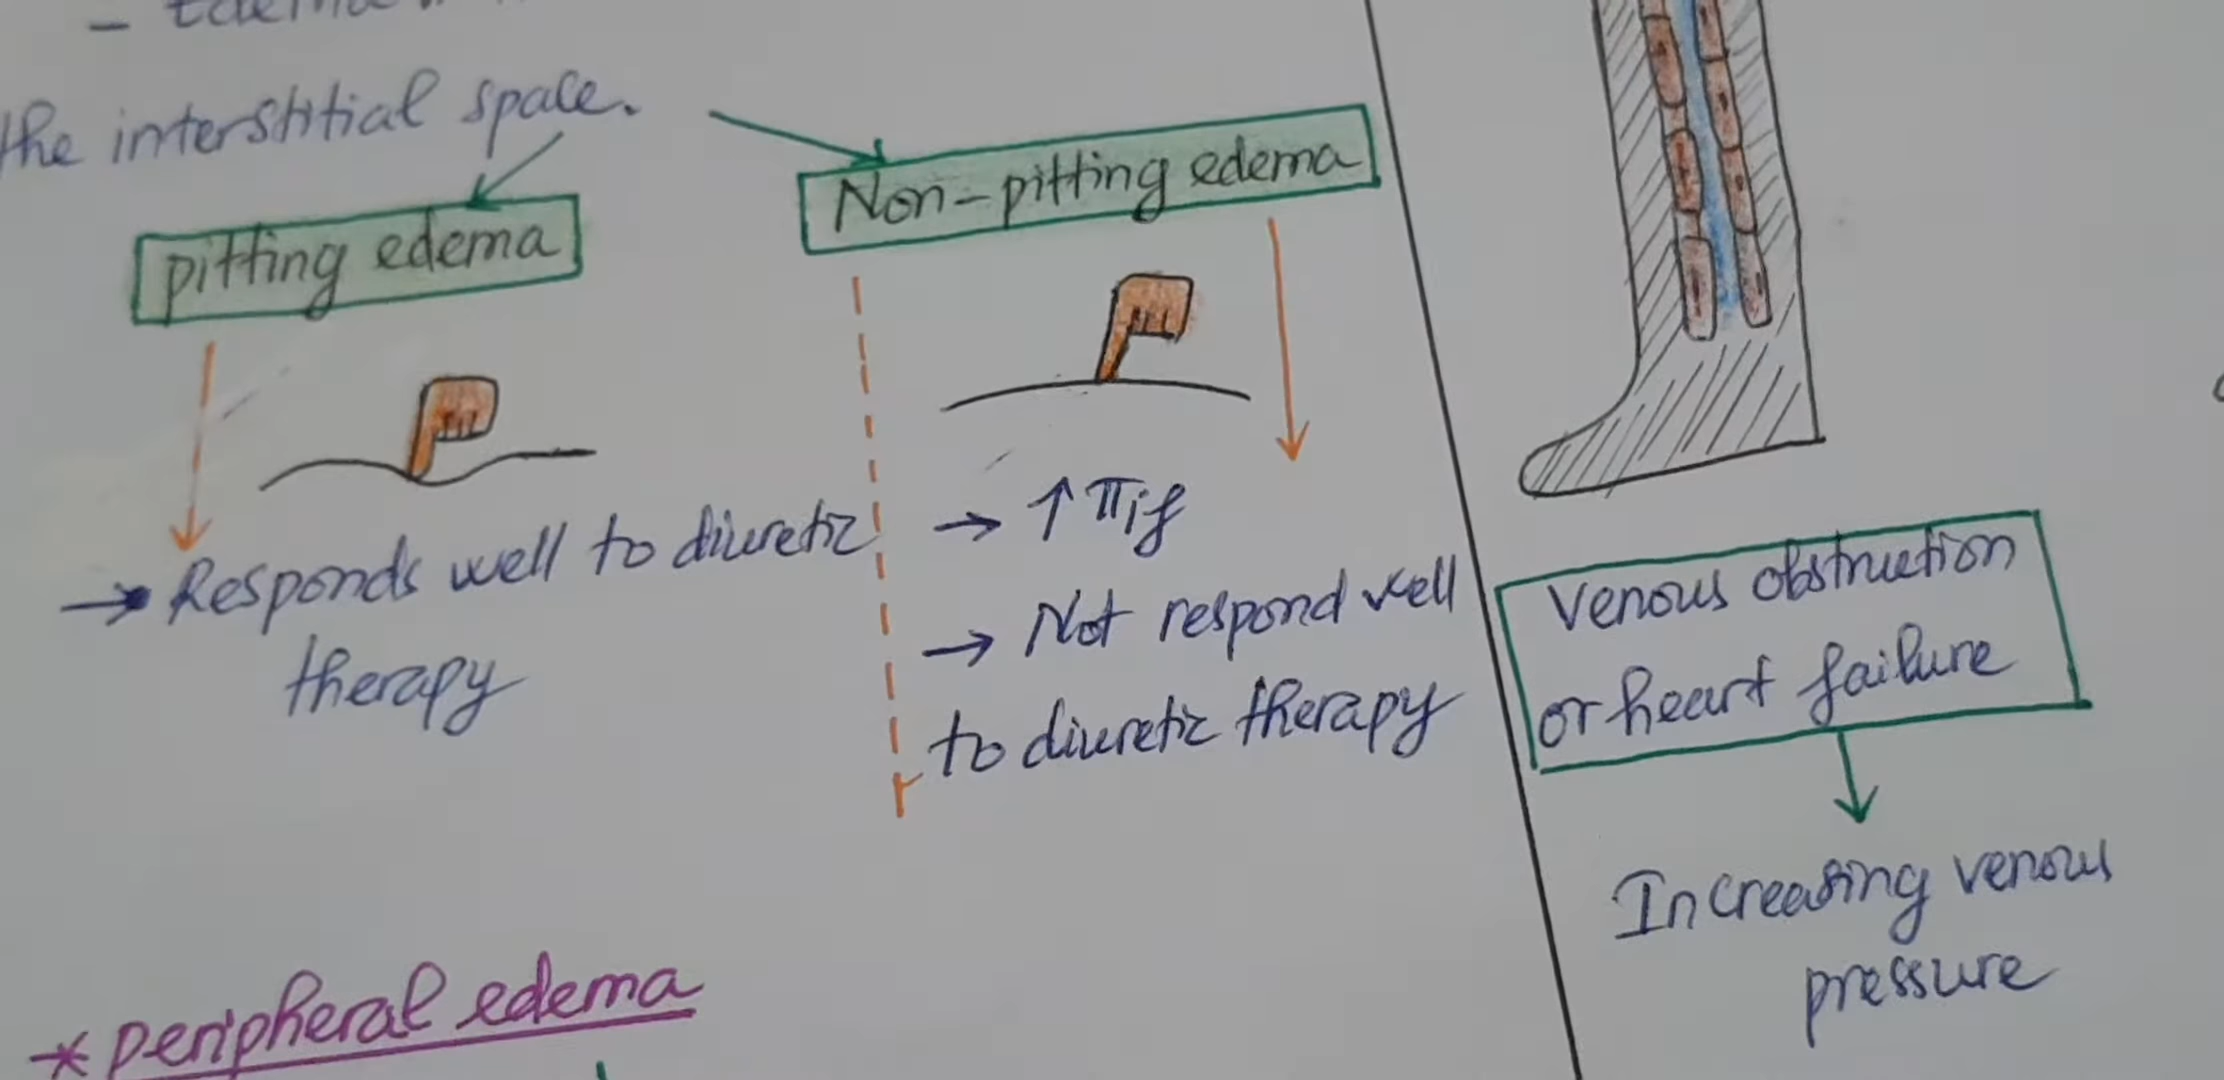 the interstitial space.
pitting edema
→ Responds well to diuretic
therapy
Non-pitting edema
→ ↑ πif
→ Not respond well
to diuretic therapy
* peripheral edema
Venous obstruction
or heart failure
Increasing venous
pressure